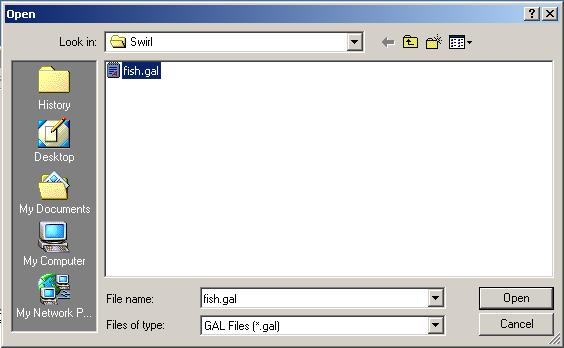 Open
Look in: Swirl
fish.gal
History
Desktop
My Documents
My Computer
My Network P...
File name: fish.gal
Open
Files of type: GAL Files (*.gal)
Cancel